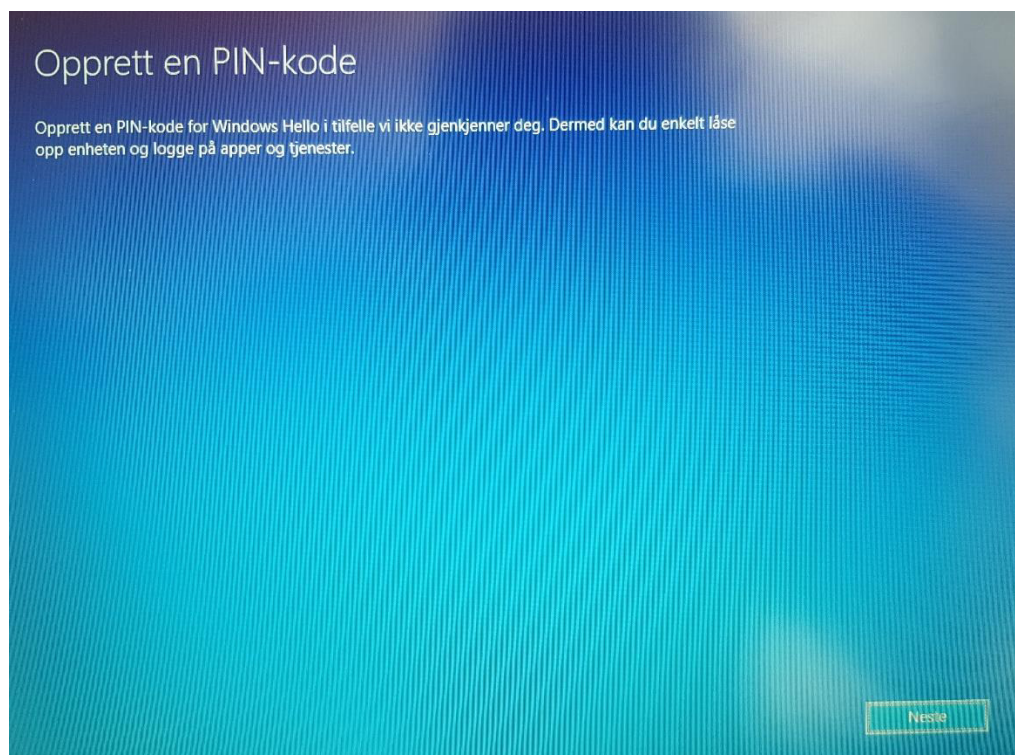 Opprett en PIN-kode
Opprett en PIN-kode for Windows Hello i tilfelle vi ikke gjenkjenner deg. Dermed kan du enkelt låse
opp enheten og logge på apper og tjenester.
Neste